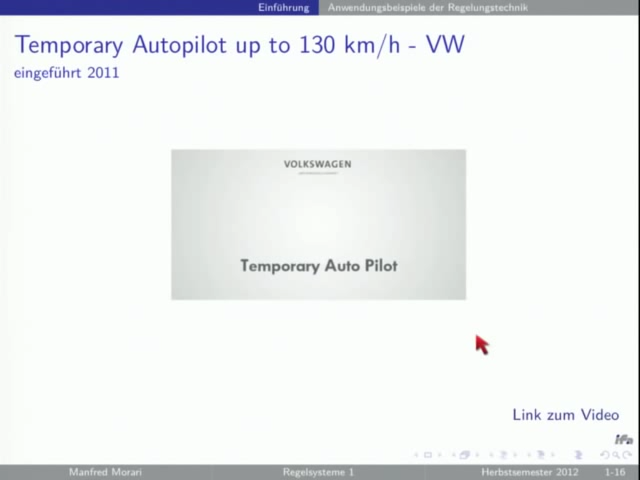 Einführung Anwendungsbeispiele der Regelungstechnik
Temporary Autopilot up to 130 km/h - VW
eingeführt 2011
VOLKSWAGEN
Temporary Auto Pilot
Link zum Video
Manfred Morari Regelsysteme 1 Herbstsemester 2012 1-16